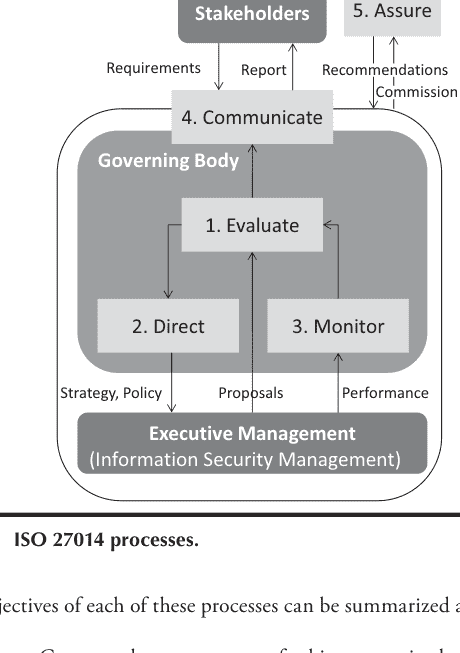 Stakeholders
5. Assure
Requirements
Report
Recommendations
Commission
4. Communicate
Governing Body
1. Evaluate
2. Direct
3. Monitor
Strategy, Policy
Proposals
Performance
Executive Management
(Information Security Management)
ISO 27014 processes.
of each of these processes can be summarized